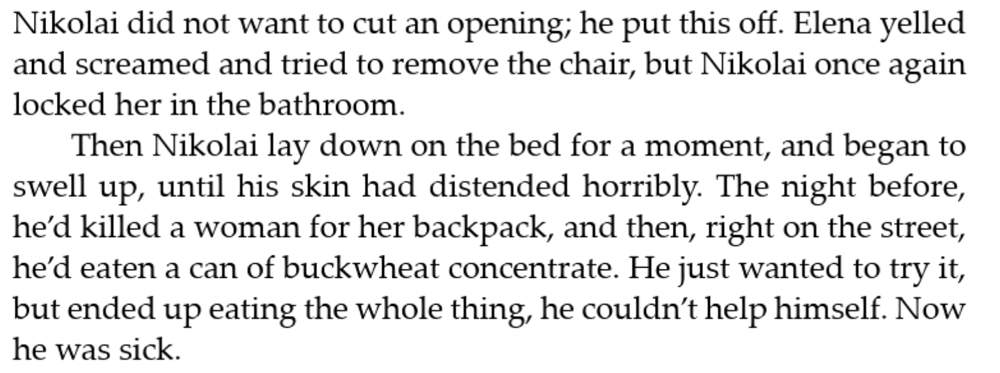 Nikolai did not want to cut an opening; he put this off. Elena yelled
and screamed and tried to remove the chair, but Nikolai once again
locked her in the bathroom.
Then Nikolai lay down on the bed for a moment, and began to
swell up, until his skin had distended horribly. The night before,
he’d killed a woman for her backpack, and then, right on the street,
he’d eaten a can of buckwheat concentrate. He just wanted to try it,
but ended up eating the whole thing, he couldn’t help himself. Now
he was sick.